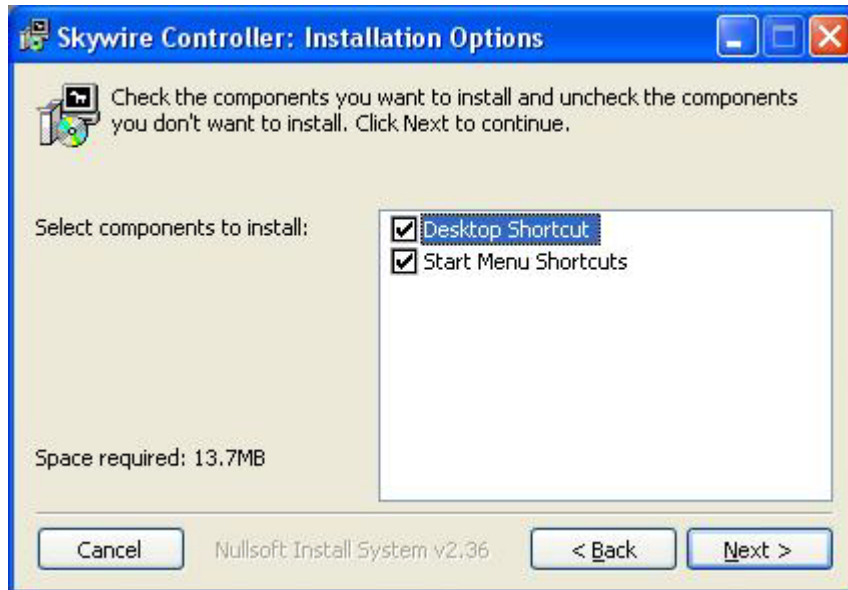 Skywire Controller: Installation Options
Check the components you want to install and uncheck the components
you don't want to install. Click Next to continue.
Select components to install:
Desktop Shortcut
Start Menu Shortcuts
Space required: 13.7MB
Cancel
Nullsoft Install System v2.36
< Back
Next >